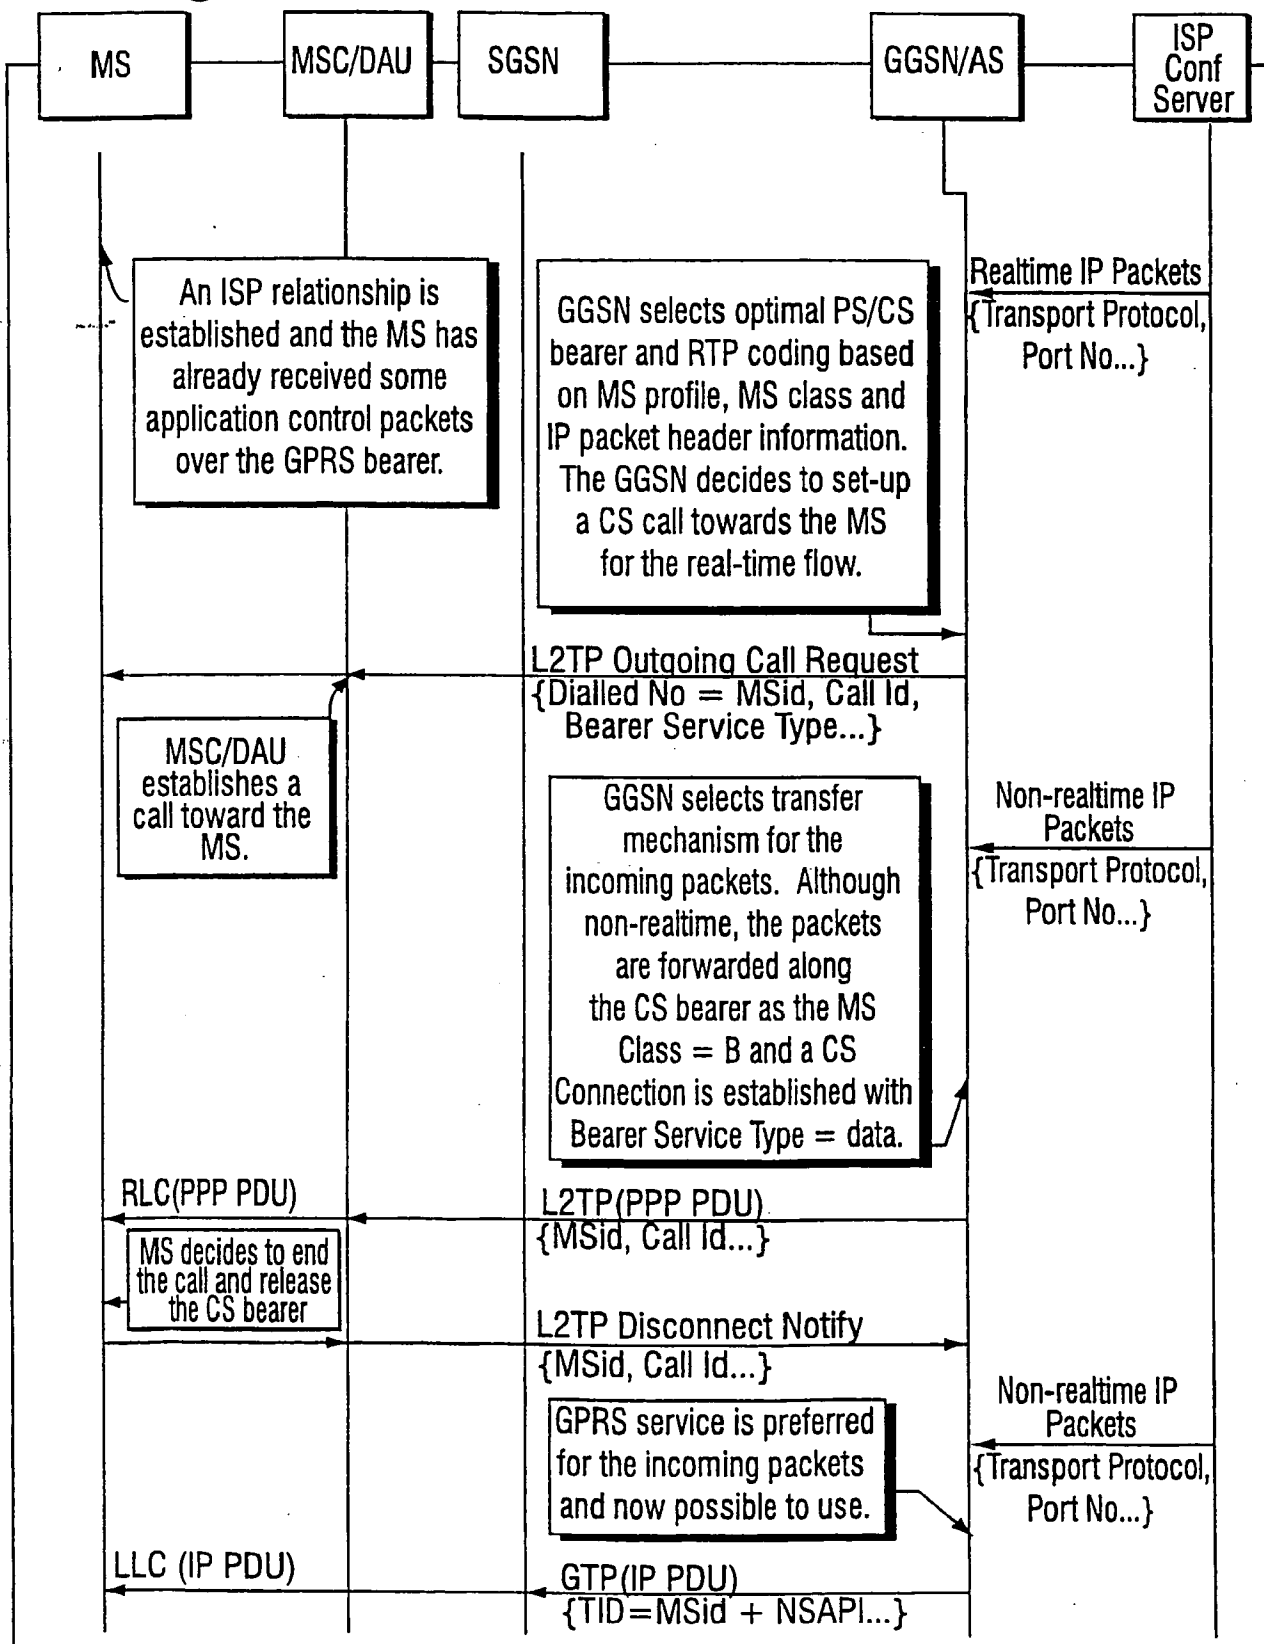 MS
MSC/DAU
SGSN
GGSN/AS
ISP
Conf
Server
An ISP relationship is
established and the MS has
already received some
application control packets
over the GPRS bearer.
GGSN selects optimal PS/CS
bearer and RTP coding based
on MS profile, MS class and
IP packet header information.
The GGSN decides to set-up
a CS call towards the MS
for the real-time flow.
Realtime IP Packets
{Transport Protocol,
Port No...}
L2TP Outgoing Call Request
{Dialled No = MSid, Call Id,
Bearer Service Type...}
MSC/DAU
establishes a
call toward the
MS.
GGSN selects transfer
mechanism for the
incoming packets. Although
non-realtime, the packets
are forwarded along
the CS bearer as the MS
Class = B and a CS
Connection is established with
Bearer Service Type = data.
Non-realtime IP
Packets
{Transport Protocol,
Port No...}
RLC(PPP PDU)
L2TP(PPP PDU)
{MSid, Call Id...}
MS decides to end
the call and release
the CS bearer
L2TP Disconnect Notify
{MSid, Call Id...}
GPRS service is preferred
for the incoming packets
and now possible to use.
Non-realtime IP
Packets
{Transport Protocol,
Port No...}
LLC (IP PDU)
GTP(IP PDU)
{TID=MSid + NSAPI...}